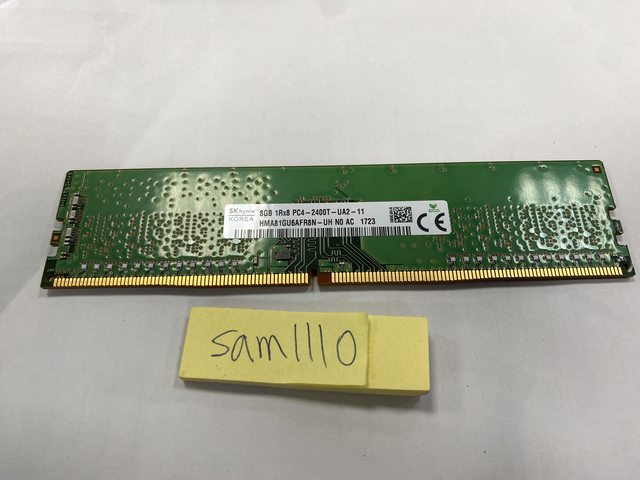 SK hynix
KOREA
8GB 1Rx8 PC4-2400T-UA2-11
HMA81GU6AFR8N-UH N0 AC 1723
CE
sam1110